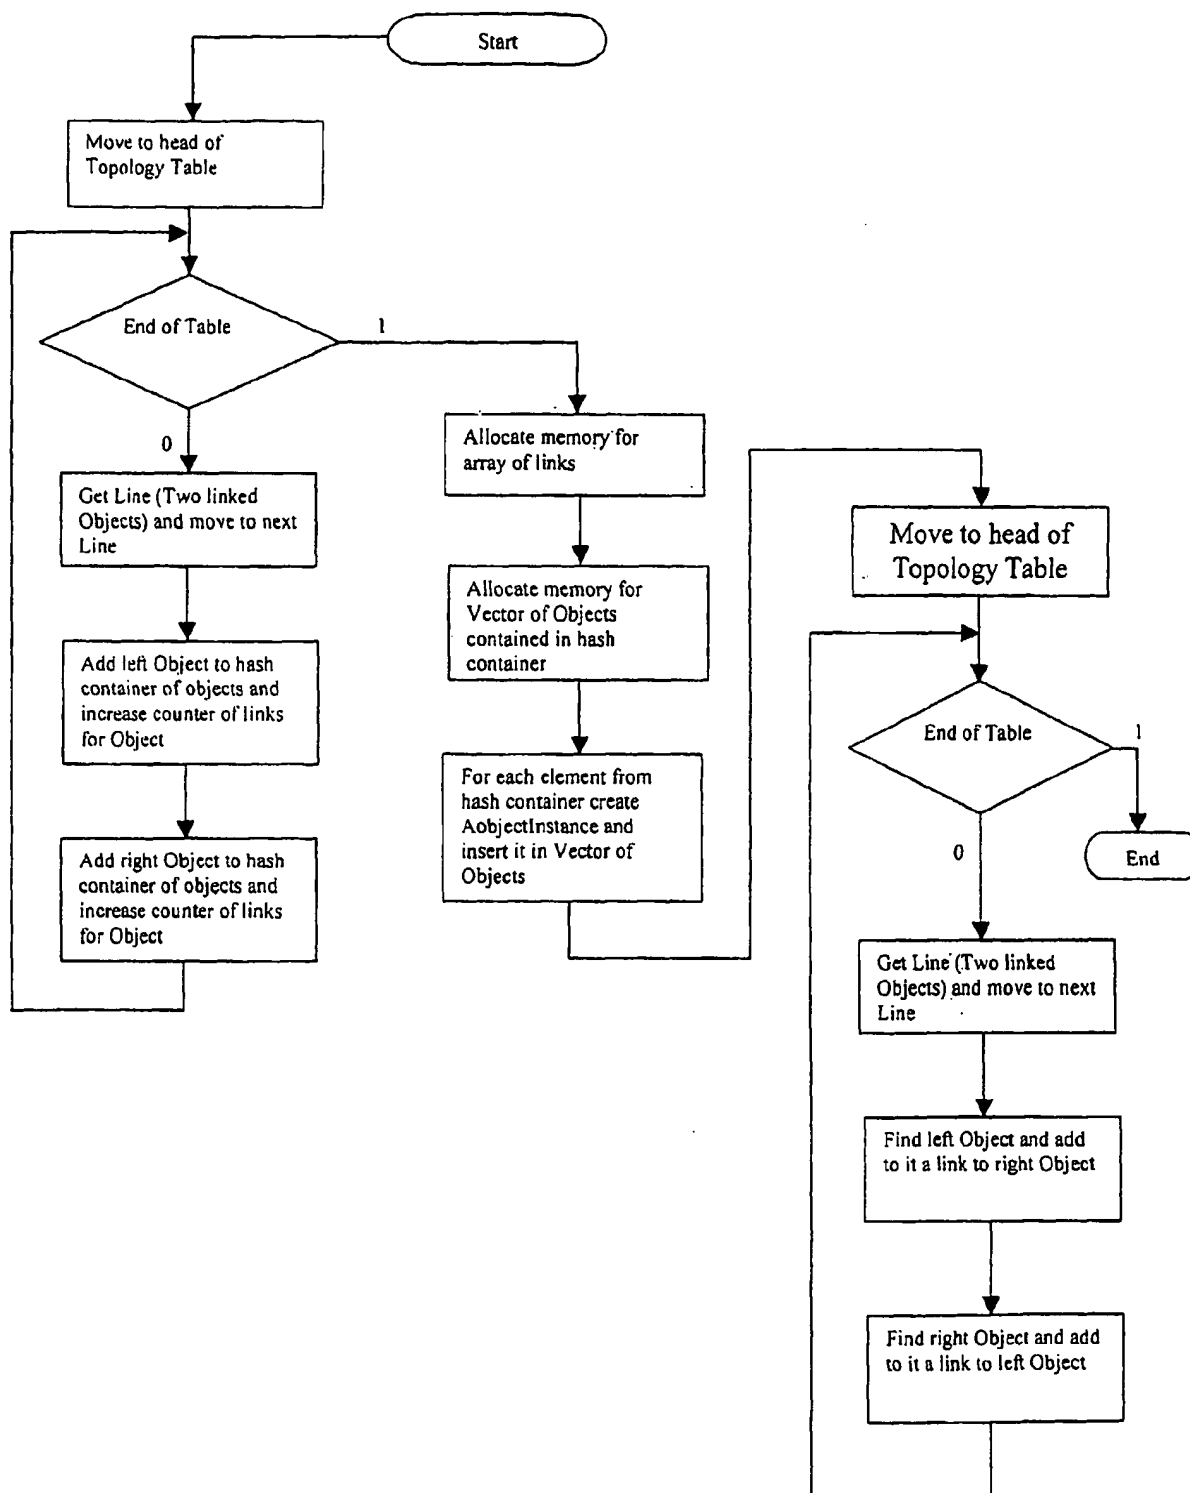 Start
Move to head of
Topology Table
End of Table
1
0
Get Line (Two linked
Objects) and move to next
Line
Add left Object to hash
container of objects and
increase counter of links
for Object
Add right Object to hash
container of objects and
increase counter of links
for Object
Allocate memory for
array of links
Allocate memory for
Vector of Objects
contained in hash
container
For each element from
hash container create
AobjectInstance and
insert it in Vector of
Objects
Move to head of
Topology Table
End of Table
1
0
End
Get Line (Two linked
Objects) and move to next
Line
Find left Object and add
to it a link to right Object
Find right Object and add
to it a link to left Object